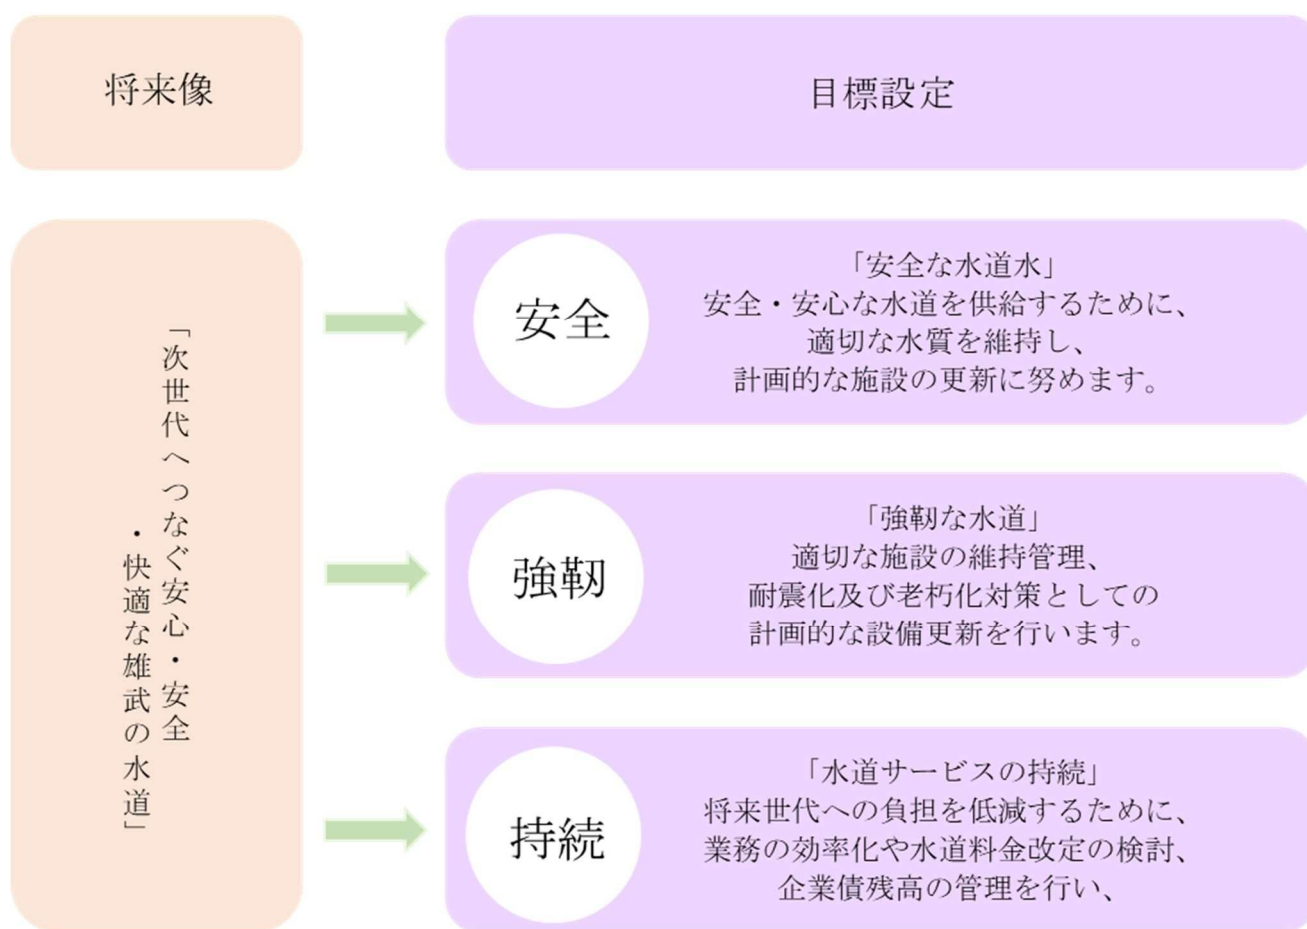 将来像
目標設定
「次世代へつなぐ安心・安全
・快適な雄武の水道」
安全
「安全な水道水」
安全・安心な水道を供給するために、
適切な水質を維持し、
計画的な施設の更新に努めます。
強靭
「強靭な水道」
適切な施設の維持管理、
耐震化及び老朽化対策としての
計画的な設備更新を行います。
持続
「水道サービスの持続」
将来世代への負担を低減するために、
業務の効率化や水道料金改定の検討、
企業債残高の管理を行い、